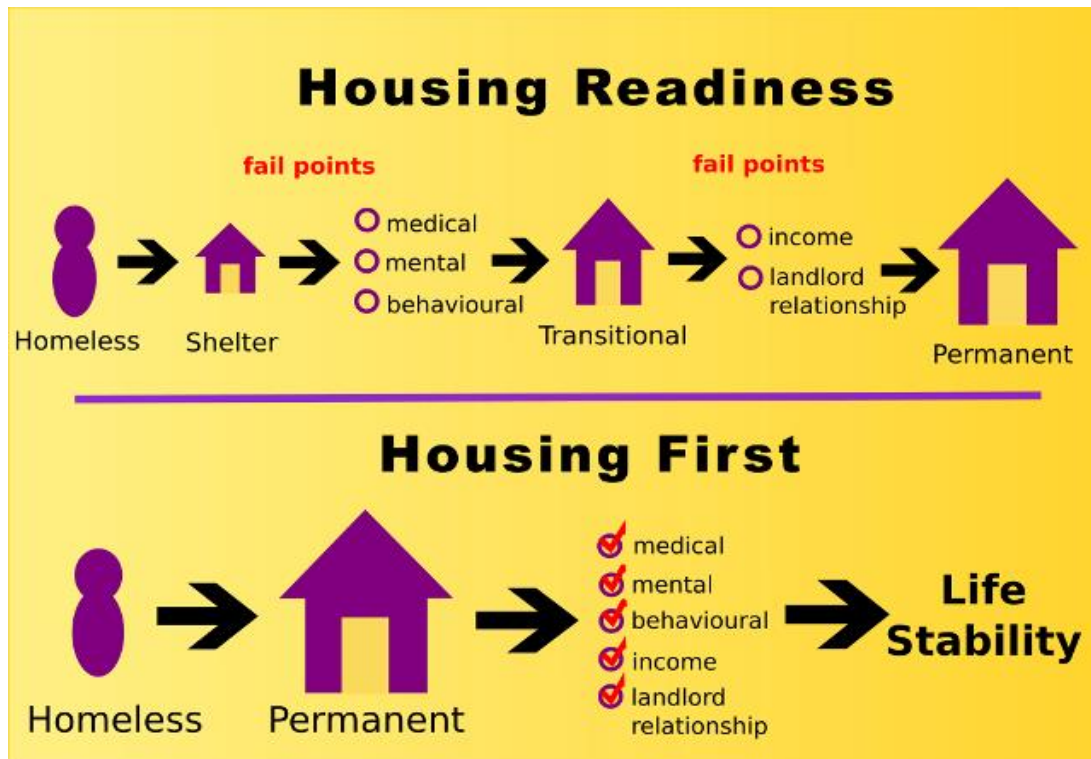 Housing Readiness
fail points
fail points
medical
mental
behavioural
income
landlord
relationship
Homeless
Shelter
Transitional
Permanent
Housing First
medical
mental
behavioural
income
landlord
relationship
Life
Stability
Homeless
Permanent